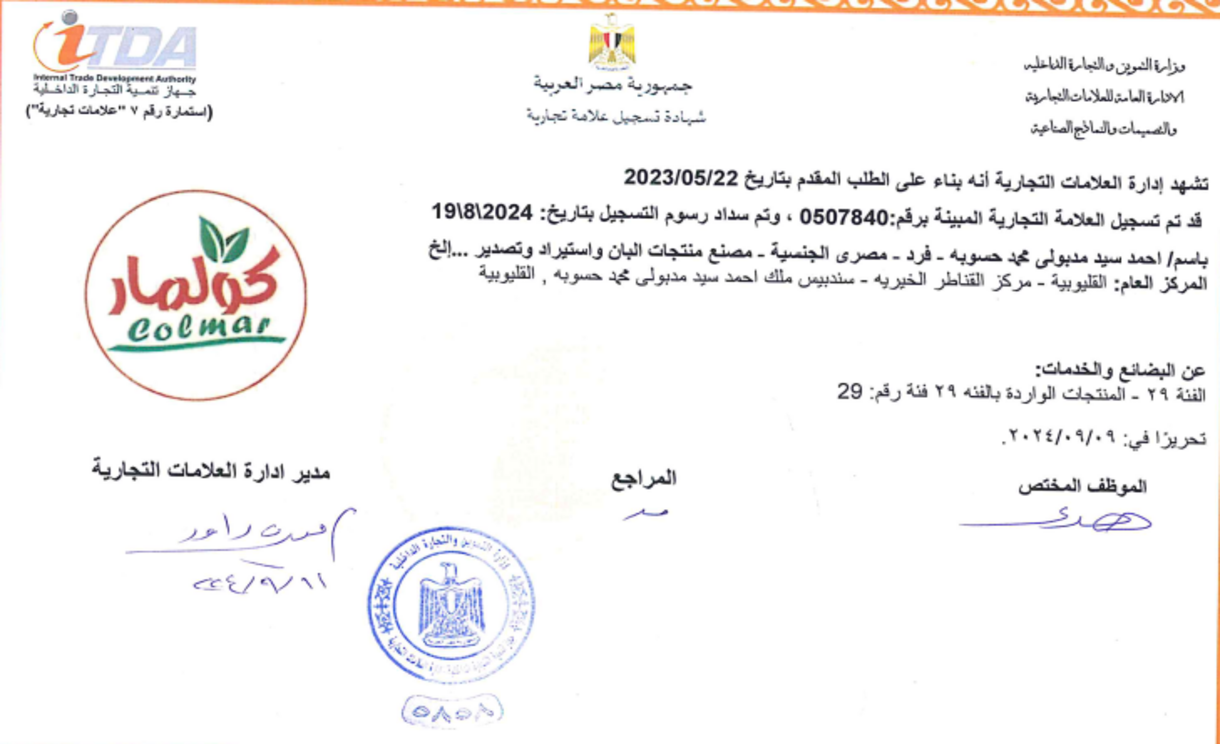 iTDA
Internal Trade Development Authority
جهاز تنمية التجارة الداخلية
(استمارة رقم ٧ "علامات تجارية")
جمهورية مصر العربية
شهادة تسجيل علامة تجارية
وزارة التموين والتجارة الداخلية
الادارة العامة للعلامات التجارية
والتصميمات والنماذج الصناعية
تشهد إدارة العلامات التجارية أنه بناء على الطلب المقدم بتاريخ 2023/05/22
قد تم تسجيل العلامة التجارية المبينة برقم:0507840 ، وتم سداد رسوم التسجيل بتاريخ: 2024\8\19
باسم/ احمد سيد مدبولى محمد حسوبه - فرد - مصرى الجنسية - مصنع منتجات البان واستيراد وتصدير ...إلخ
المركز العام: القليوبية - مركز القناطر الخيريه - سندبيس ملك احمد سيد مدبولى محمد حسوبه , القليوبية
كولمار
Colmar
عن البضائع والخدمات:
الفئة ٢٩ - المنتجات الواردة بالفئه ٢٩ فئة رقم: 29
تحريرًا في: ٢٠٢٤/٠٩/٠٩.
الموظف المختص
المراجع
مدير ادارة العلامات التجارية
هدى
وزارة التموين والتجارة الداخلية
٥٨٥٨